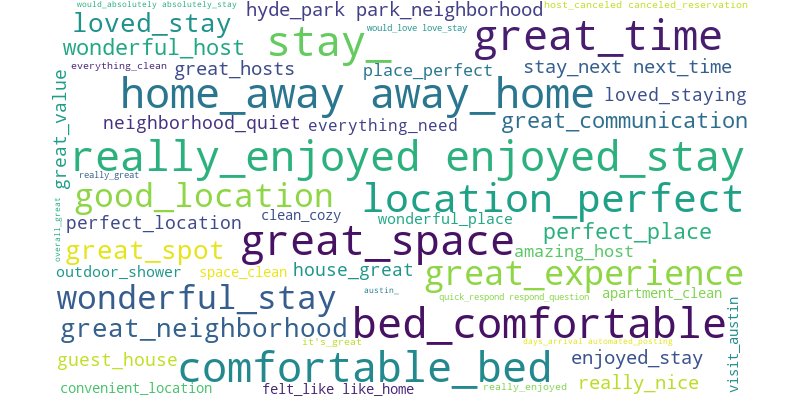 would_absolutely absolutely_stay
hyde_park park_neighborhood
host_canceled canceled_reservation
loved_stay
stay_
would_love love_stay
great_time
wonderful_host
everything_clean
great_hosts
place_perfect
stay_next next_time
great_value
home_away away_home
loved_staying
neighborhood_quiet
everything_need
great_communication
really_enjoyed enjoyed_stay
really_great
good_location
location_perfect
overall_great
perfect_location
clean_cozy
wonderful_place
perfect_place
great_spot
great_space
amazing_host
outdoor_shower
space_clean
house_great
great_experience
wonderful_stay
austin_
quick_respond respond_question
apartment_clean
great_neighborhood
bed_comfortable
visit_austin
it's_great
days_arrival automated_posting
guest_house
comfortable_bed
enjoyed_stay
convenient_location
felt_like like_home
really_enjoyed
really_nice